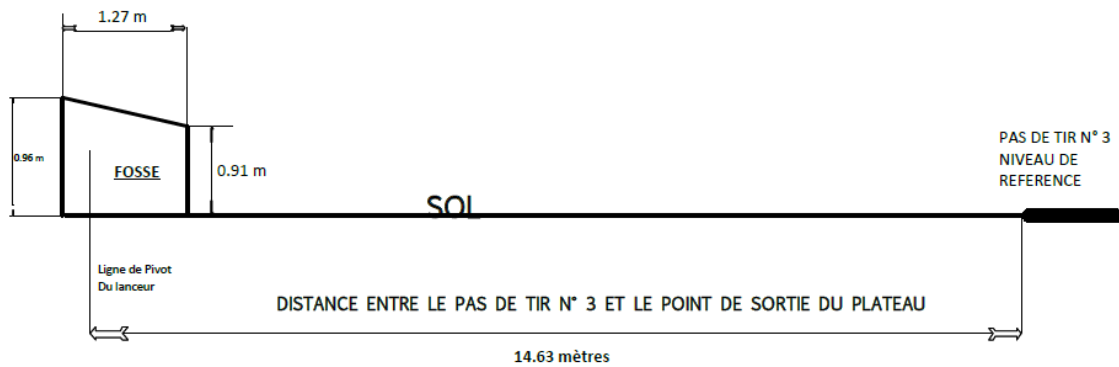 1.27 m
0.96 m
FOSSE
0.91 m
PAS DE TIR N° 3
NIVEAU DE
REFERENCE
SOL
Ligne de Pivot
Du lanceur
DISTANCE ENTRE LE PAS DE TIR N° 3 ET LE POINT DE SORTIE DU PLATEAU
14.63 mètres